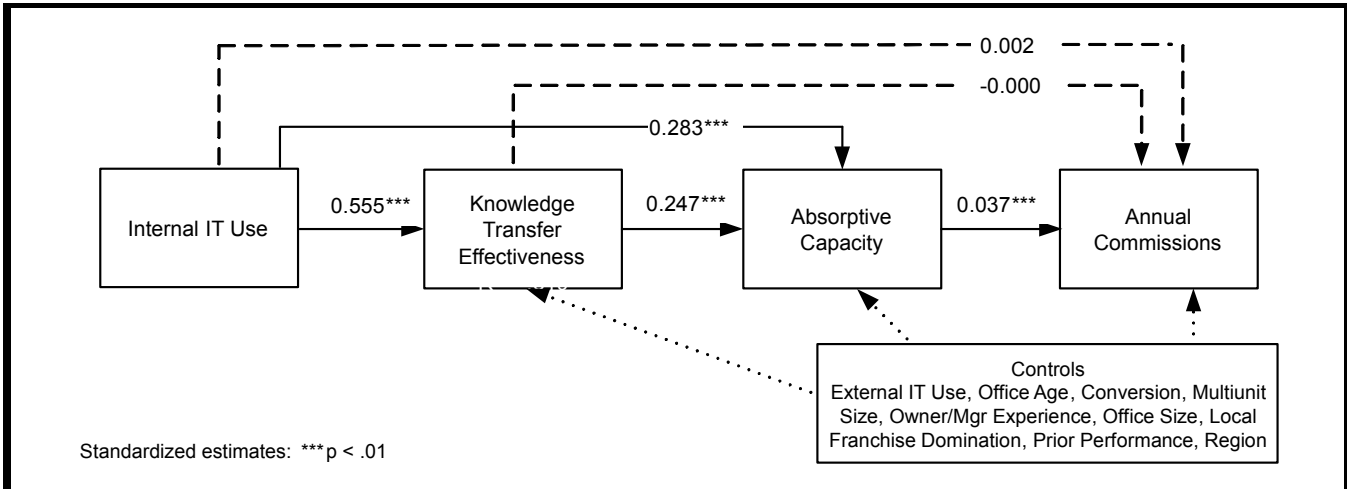 0.002
-0.000
0.283***
Internal IT Use
0.555***
Knowledge
Transfer
Effectiveness
0.247***
Absorptive
Capacity
0.037***
Annual
Commissions
Controls
External IT Use, Office Age, Conversion, Multiunit
Size, Owner/Mgr Experience, Office Size, Local
Franchise Domination, Prior Performance, Region
Standardized estimates: ***p < .01